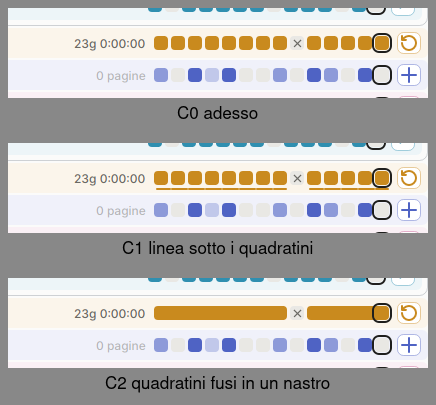 23g 0:00:00
0 pagine
C0 adesso
23g 0:00:00
0 pagine
C1 linea sotto i quadratini
23g 0:00:00
0 pagine
C2 quadratini fusi in un nastro